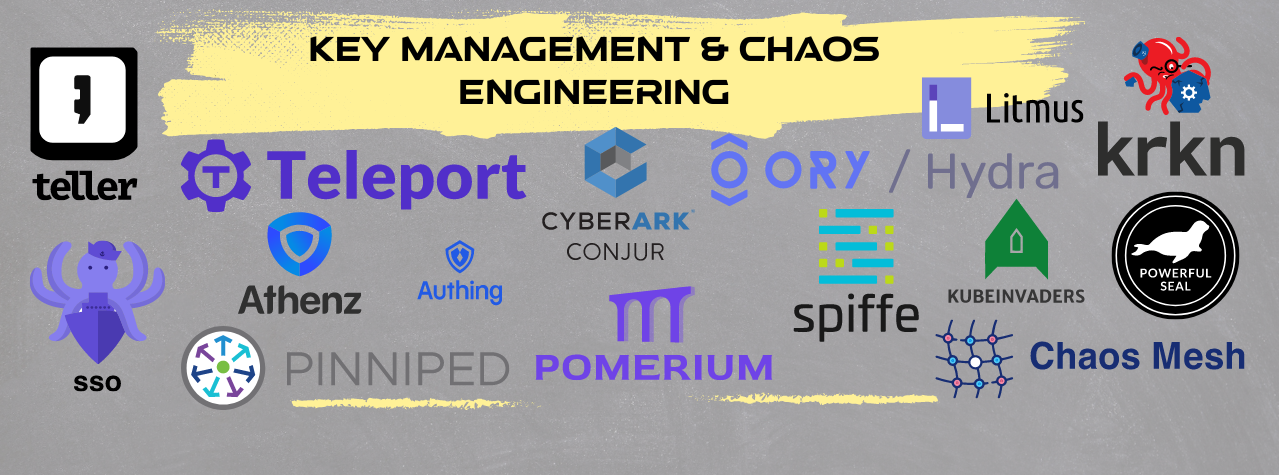 KEY MANAGEMENT & CHAOS
ENGINEERING
teller
Teleport
CYBERARK®
CONJUR
ORY / Hydra
Litmus
krkn
sso
Athenz
Authing
spiffe
KUBEINVADERS
POWERFUL
SEAL
PINNIPED
POMERIUM
Chaos Mesh